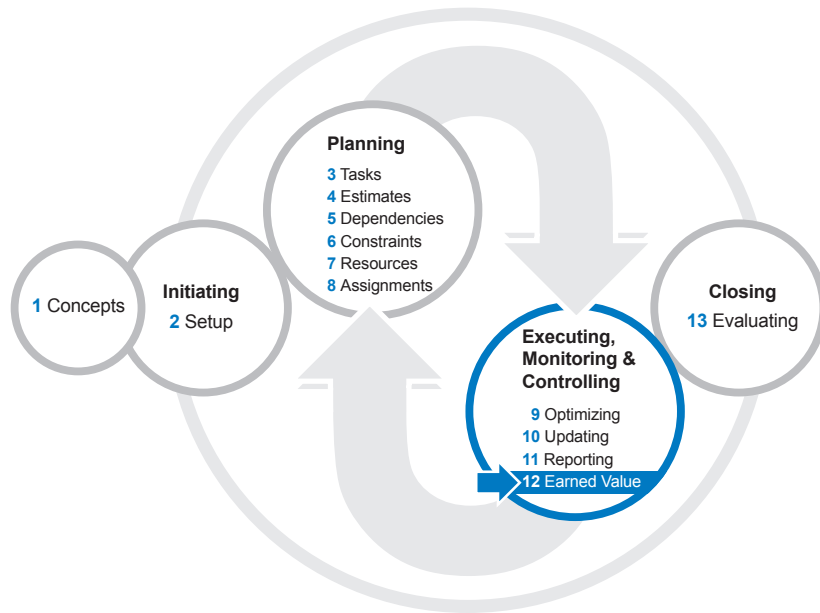 1 Concepts
Initiating
2 Setup
Planning
3 Tasks
4 Estimates
5 Dependencies
6 Constraints
7 Resources
8 Assignments
Executing,
Monitoring &
Controlling
9 Optimizing
10 Updating
11 Reporting
12 Earned Value
Closing
13 Evaluating